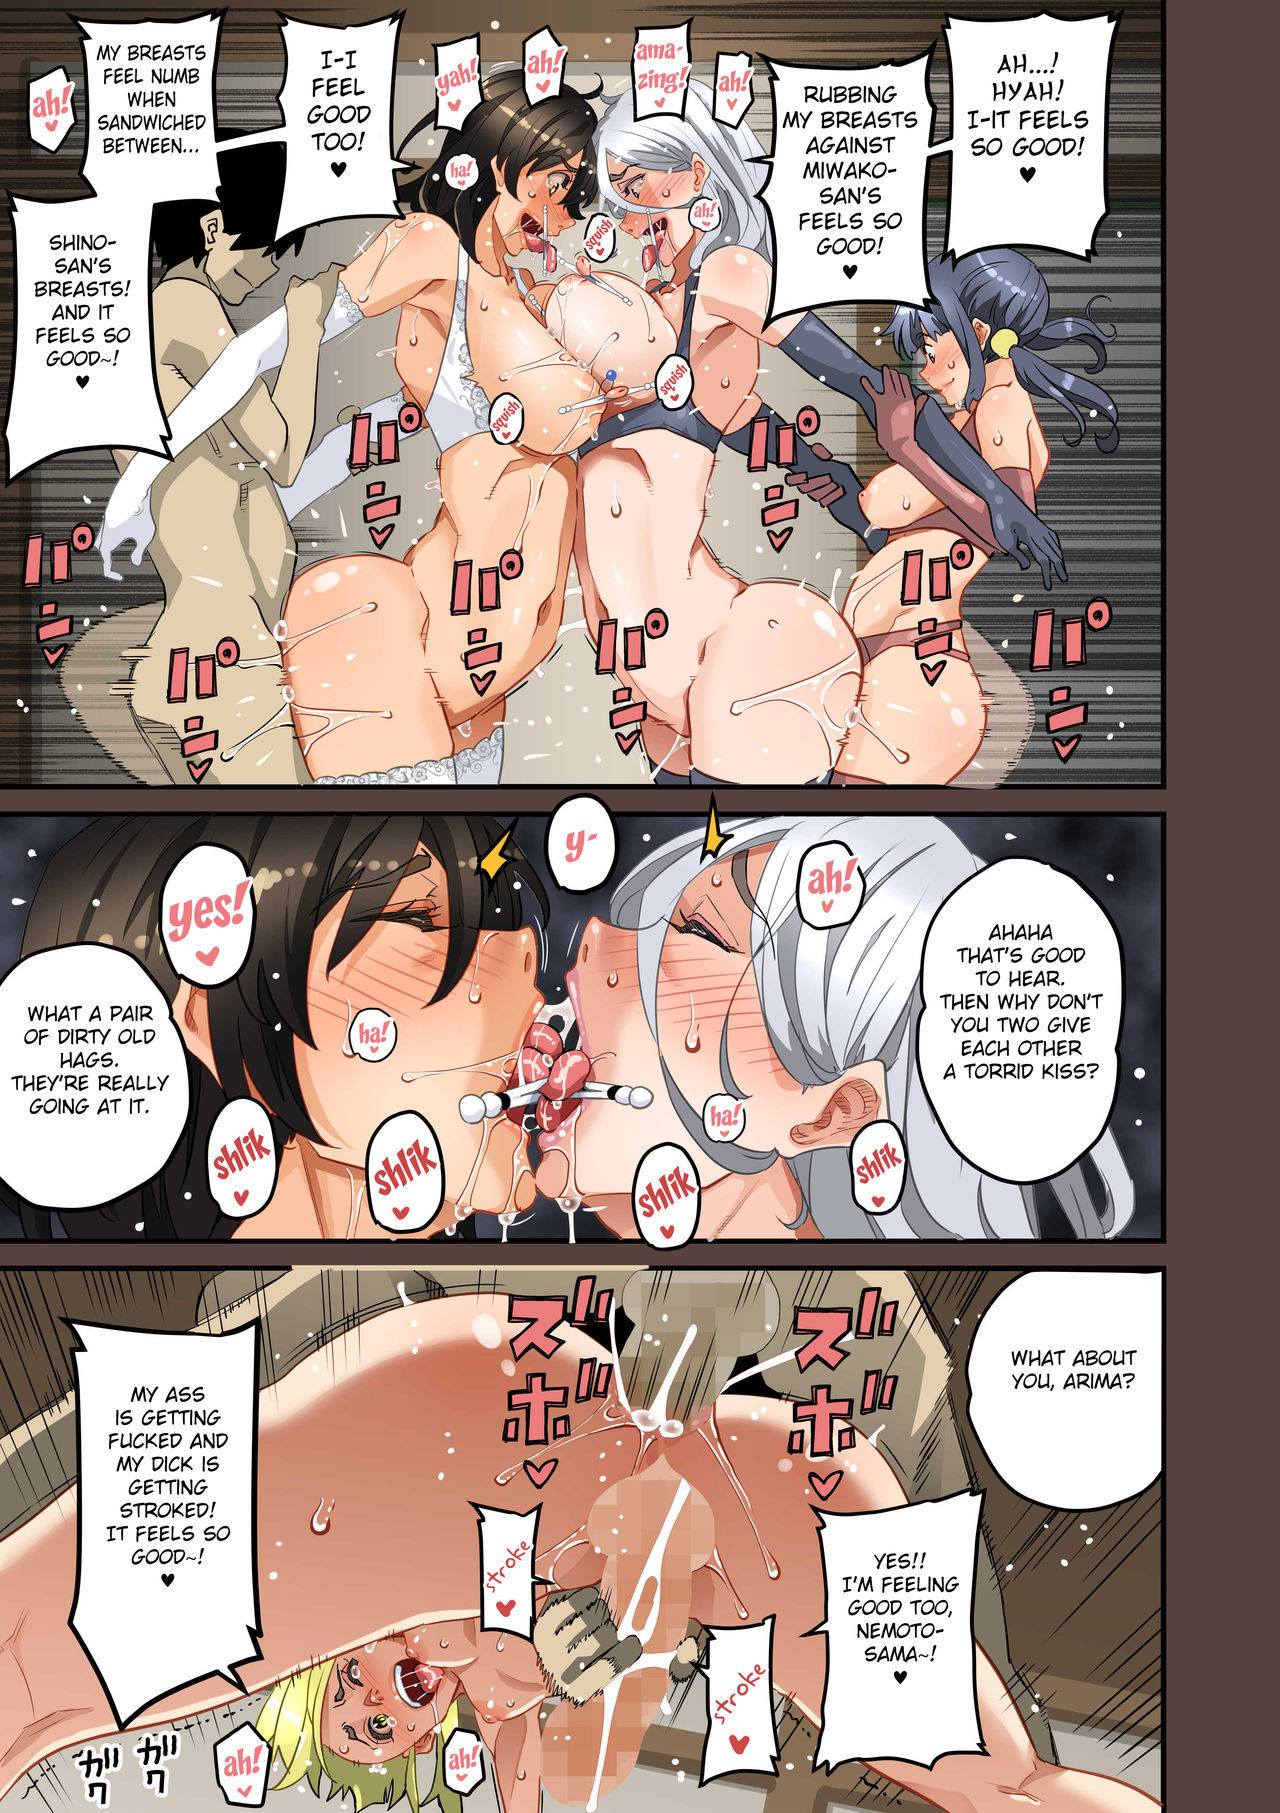 AH...!
HYAH!
I-IT FEELS
SO GOOD!
♥
RUBBING
MY BREASTS
AGAINST
MIWAKO-
SAN'S
FEELS SO
GOOD!
♥
ah!
♥
ama-
zing!
♥
ah!
♥
yah!
♥
I-I
FEEL
GOOD
TOO!
♥
MY BREASTS
FEEL NUMB
WHEN
SANDWICHED
BETWEEN...
ah!
♥
SHINO-
SAN'S
BREASTS!
AND IT
FEELS SO
GOOD~!
♥
ha!
♥
ah!
♥
squish
♥
squish
♥
squish
♥
パン♥
パン♥
パン♥
パン♥
パン♥
パン♥
パン♥
パン♥
AHAHA
THAT'S GOOD
TO HEAR.
THEN WHY DON'T
YOU TWO GIVE
EACH OTHER
A TORRID KISS?
ah!
♥
y-
yes!
♥
ha!
♥
ha!
♥
WHAT A PAIR
OF DIRTY OLD
HAGS.
THEY'RE REALLY
GOING AT IT.
shlik
♥
shlik
♥
shlik
♥
shlik
♥
WHAT ABOUT
YOU, ARIMA?
ズボ♥
ズボ♥
YES!!
I'M FEELING
GOOD TOO,
NEMOTO-
SAMA~!
♥
stroke
♥
stroke
♥
MY ASS
IS GETTING
FUCKED AND
MY DICK IS
GETTING
STROKED!
IT FEELS SO
GOOD~!
♥
ah!
♥
ah!
♥
ガク
ガク